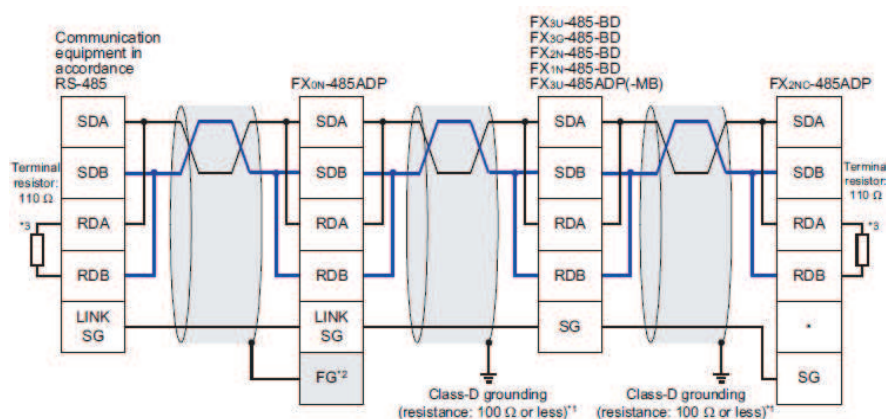 Communication
equipment in
accordance
RS-485
FX0N-485ADP
FX3U-485-BD
FX3G-485-BD
FX2N-485-BD
FX1N-485-BD
FX3U-485ADP(-MB)
FX2NC-485ADP
SDA
SDB
RDA
RDB
LINK
SG
Terminal
resistor:
110 Ω
*3
SDA
SDB
RDA
RDB
LINK
SG
FG*2
SDA
SDB
RDA
RDB
SG
SDA
SDB
RDA
RDB
*
SG
Terminal
resistor:
110 Ω
*3
Class-D grounding
(resistance: 100 Ω or less)*1
Class-D grounding
(resistance: 100 Ω or less)*1